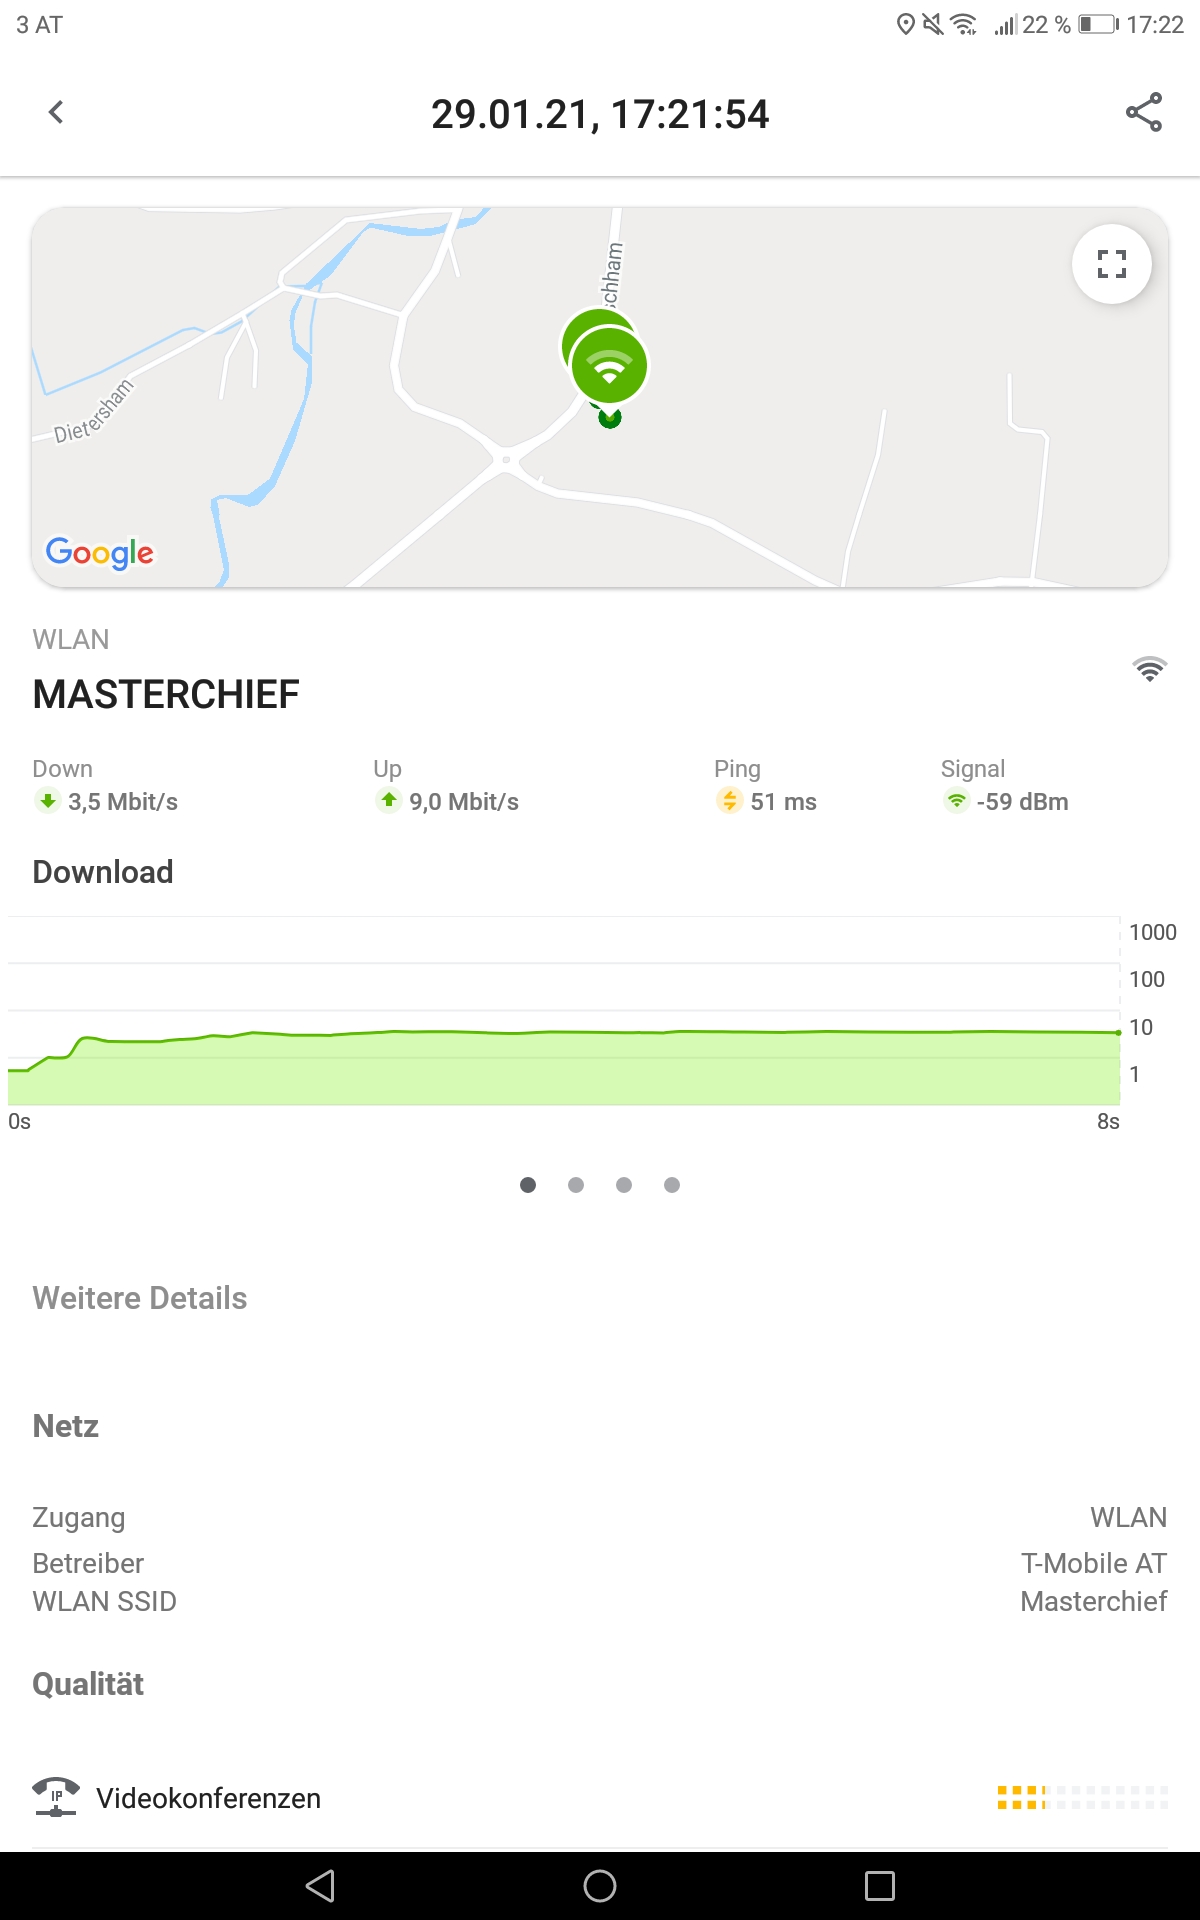 3 AT
22 % 17:22
29.01.21, 17:21:54
schham
Dietersham
Google
WLAN
MASTERCHIEF
Down Up Ping Signal
3,5 Mbit/s 9,0 Mbit/s 51 ms -59 dBm
Download
1000
100
10
1
0s 8s
Weitere Details
Netz
Zugang WLAN
Betreiber T-Mobile AT
WLAN SSID Masterchief
Qualität
IP Videokonferenzen